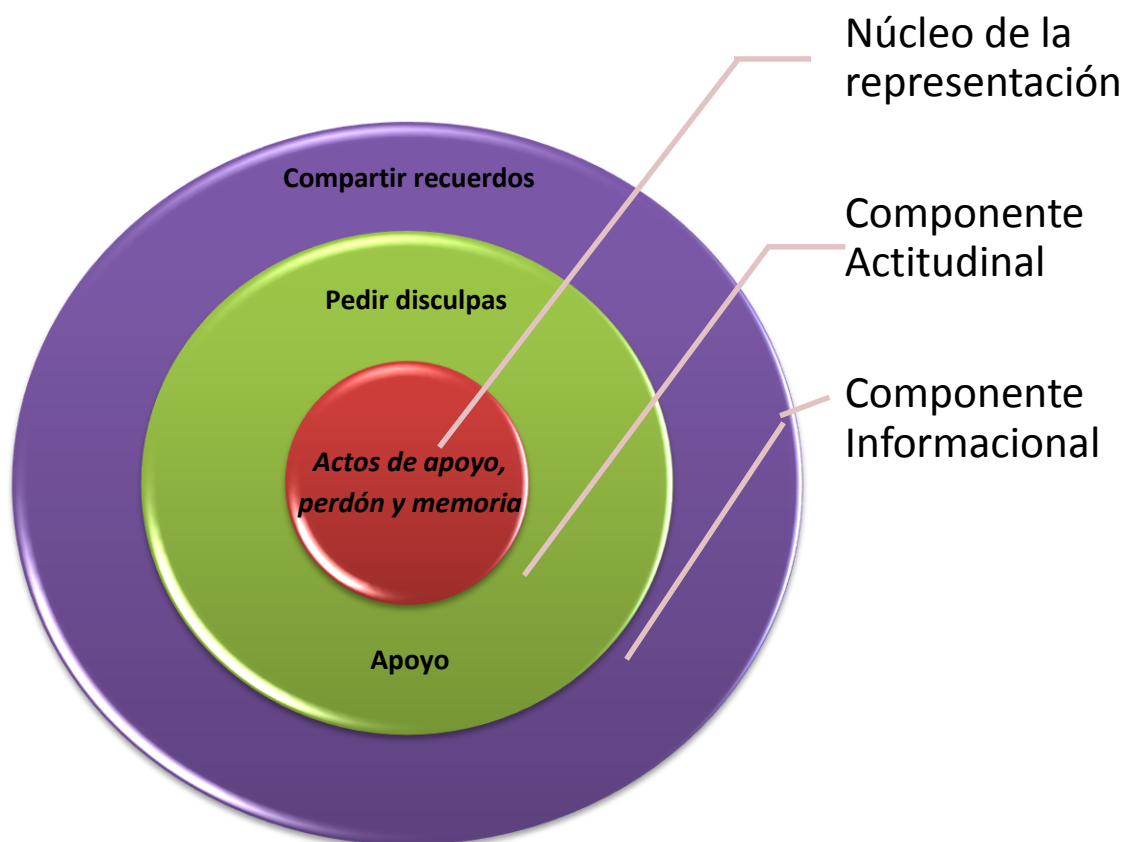 Núcleo de la
representación
Compartir recuerdos
Componente
Actitudinal
Pedir disculpas
Componente
Informacional
Actos de apoyo,
perdón y memoria
Apoyo